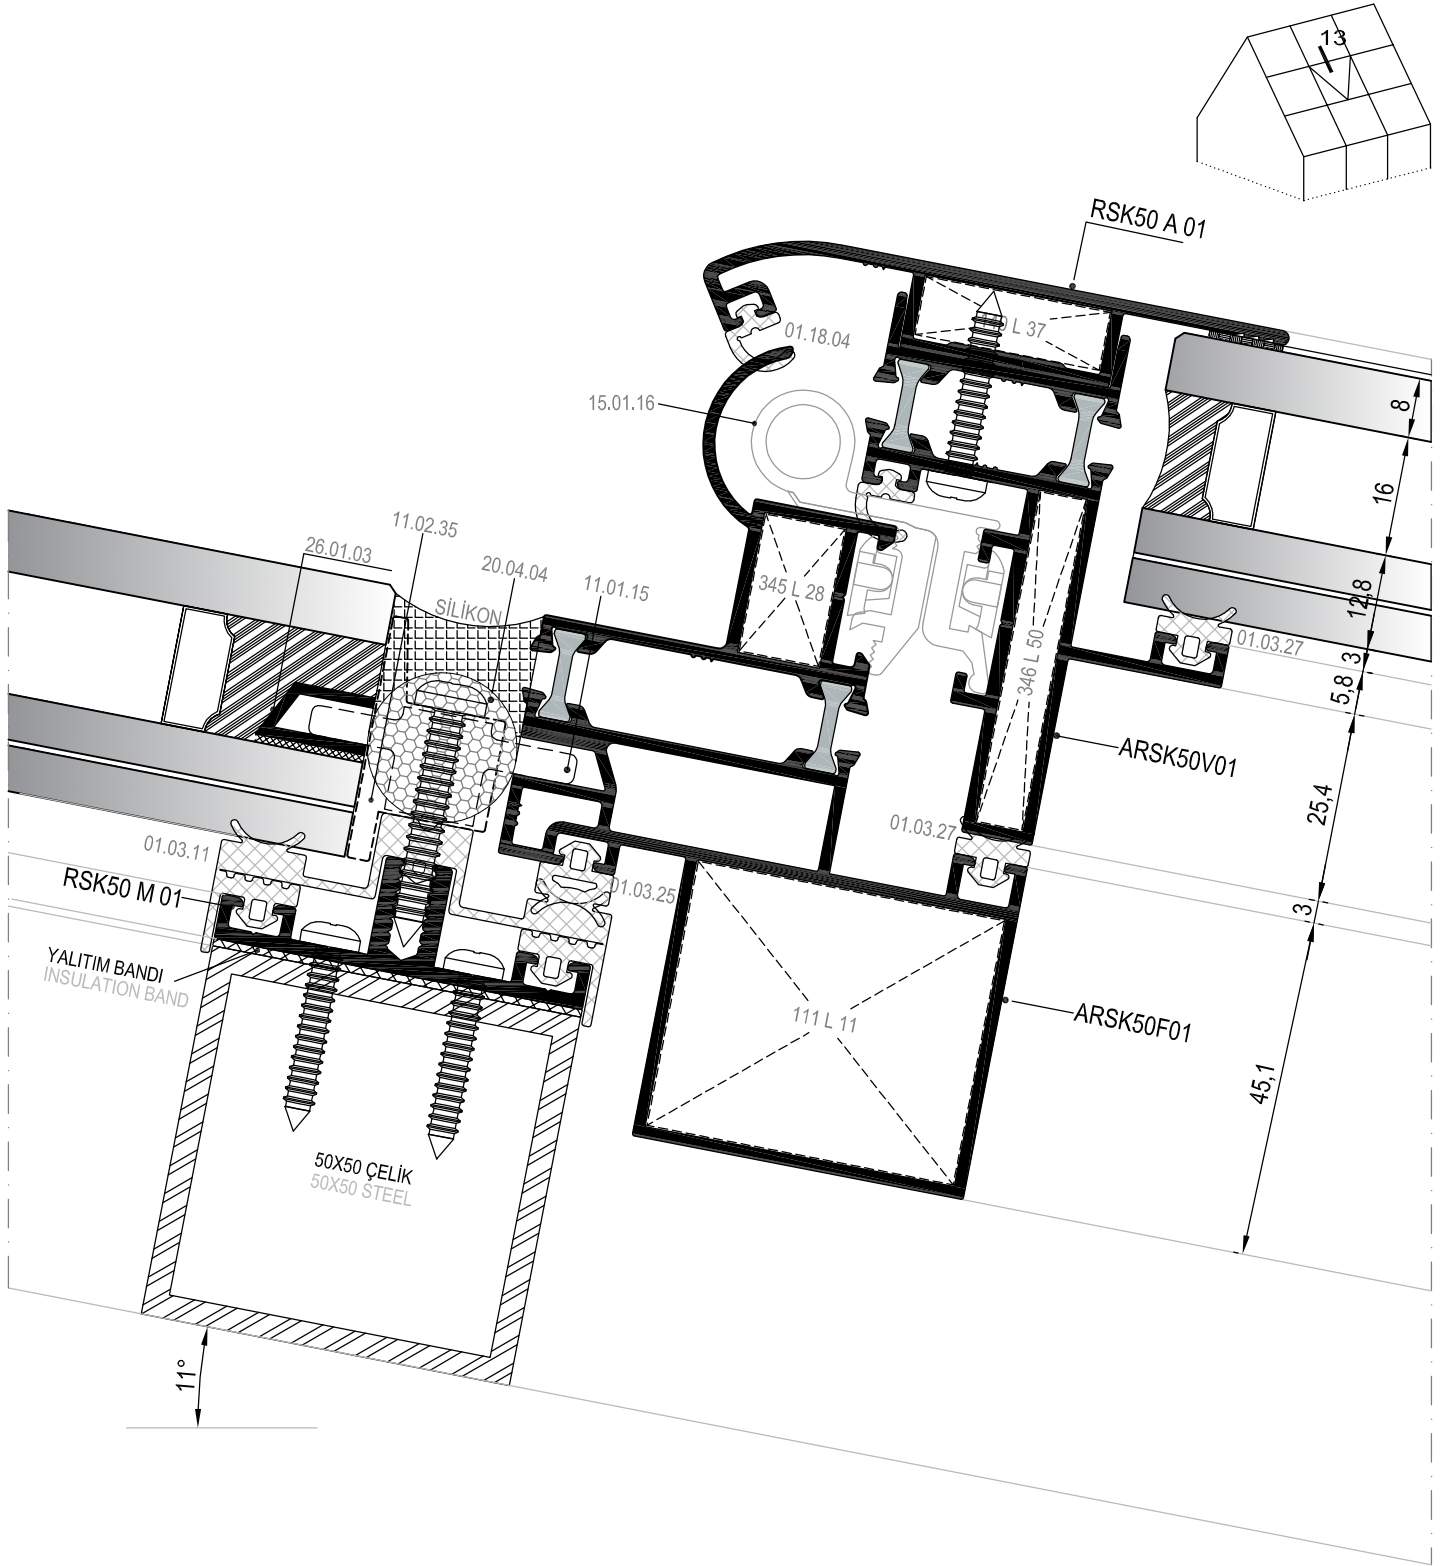 13
RSK50 A 01
01.18.04
L 37
15.01.16
8
16
11.02.35
26.01.03
20.04.04
11.01.15
SİLİKON
345 L 28
12,8
01.03.27
3
5,8
346 L 50
ARSK50V01
25,4
01.03.27
01.03.11
RSK50 M 01
01.03.25
3
YALITIM BANDI
INSULATION BAND
111 L 11
ARSK50F01
45,1
50X50 ÇELİK
50X50 STEEL
11°